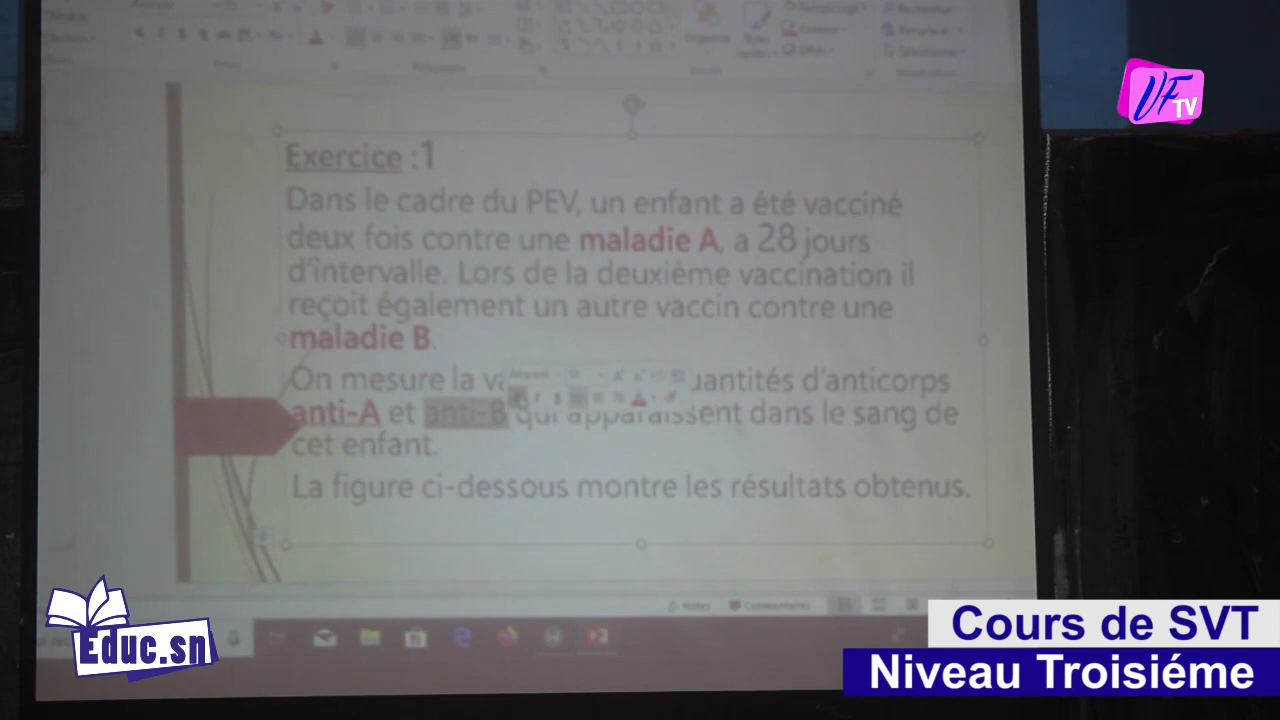 VF
TV
Exercice :1
Dans le cadre du PEV, un enfant a été vacciné
deux fois contre une maladie A, a 28 jours
d'intervalle. Lors de la deuxième vaccination il
reçoit également un autre vaccin contre une
maladie B.
On mesure la uantités d'anticorps
anti-A et anti-B qui apparaissent dans le sang de
cet enfant.
La figure ci-dessous montre les résultats obtenus.
Notes Commentaires
Educ.sn
Cours de SVT
Niveau Troisiéme